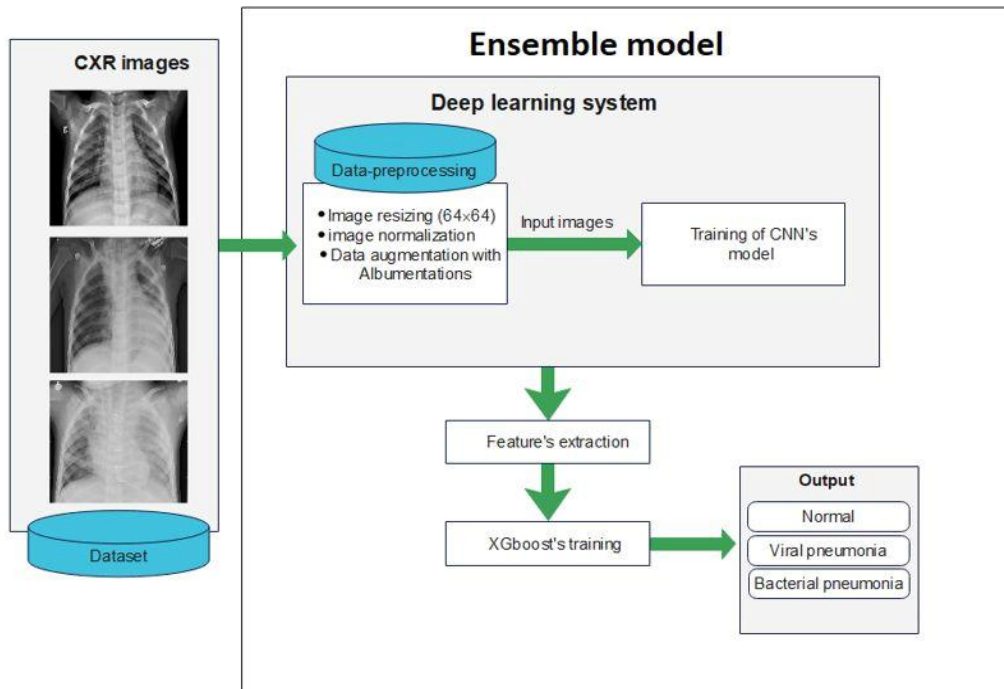 Ensemble model
CXR images
Dataset
Deep learning system
Data-preprocessing
• Image resizing (64×64)
• image normalization
• Data augmentation with
Albumentations
Input images
Training of CNN's
model
Feature's extraction
XGboost's training
Output
Normal
Viral pneumonia
Bacterial pneumonia